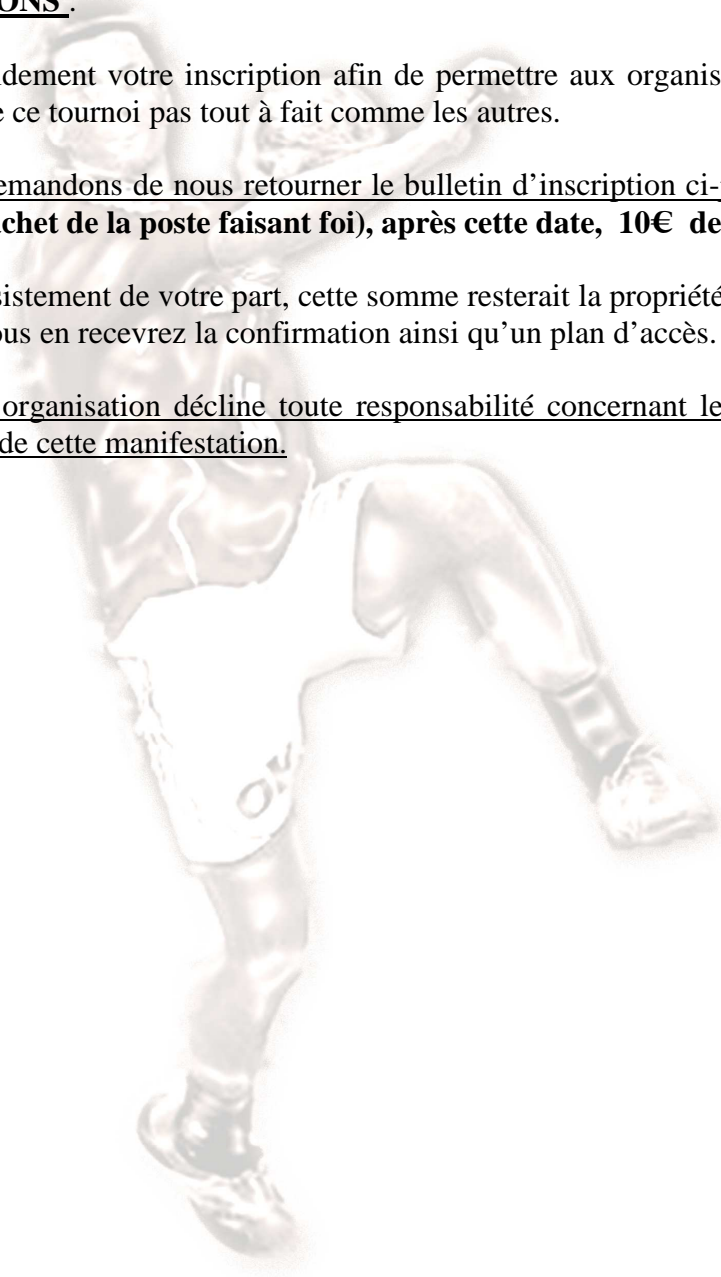 ONS .
dement votre inscription afin de permettre aux organis
e ce tournoi pas tout à fait comme les autres.
emandons de nous retourner le bulletin d’inscription ci-
chet de la poste faisant foi), après cette date, 10€ de
sistement de votre part, cette somme resterait la propriété
ous en recevrez la confirmation ainsi qu’un plan d’accès.
organisation décline toute responsabilité concernant le
de cette manifestation.